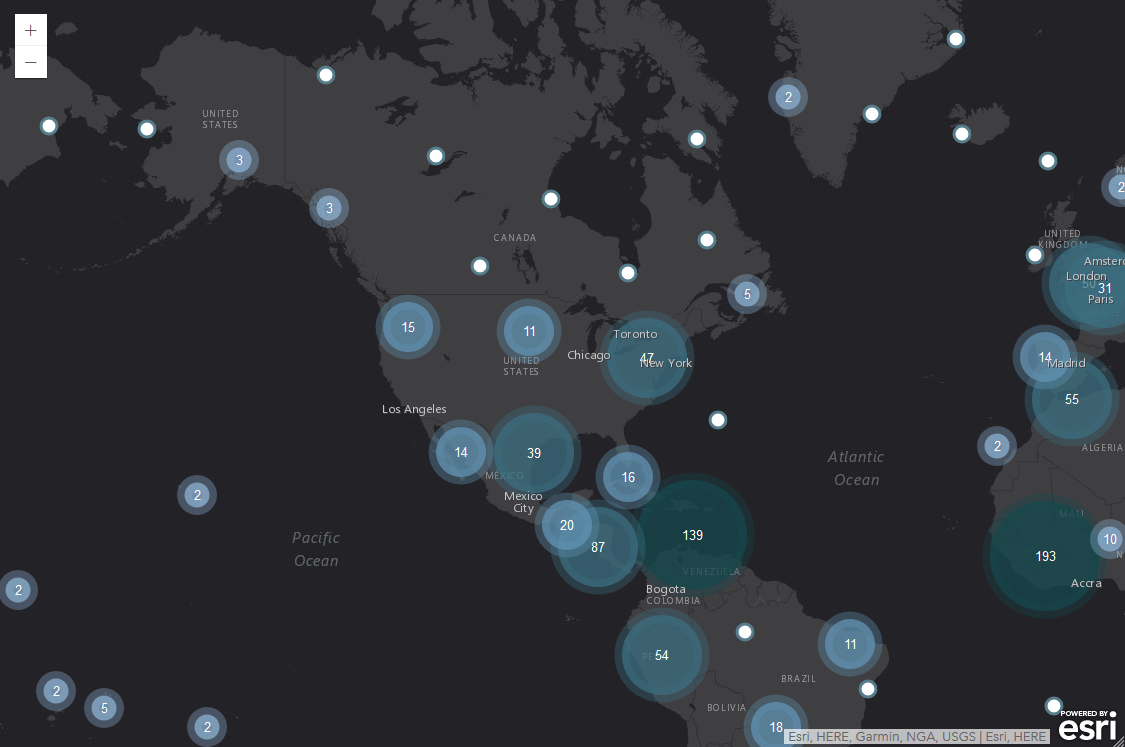 +
2
UNITED
STATES
3
2
3
UNITED
KINGDOM
CANADA
Amster
London
31
Paris
5
15
11
Toronto
47
New York
Chicago
UNITED
STATES
14
Madrid
55
Los Angeles
14
39
MÉXICO
16
2
ALGERIA
Atlantic
Ocean
2
Mexico
City
20
87
139
MALI
10
193
Pacific
Ocean
VENEZUELA
Bogota
COLOMBIA
Accra
2
54
11
BRAZIL
2
5
2
BOLIVIA
18
Esri, HERE, Garmin, NGA, USGS | Esri, HERE
POWERED BY
esri